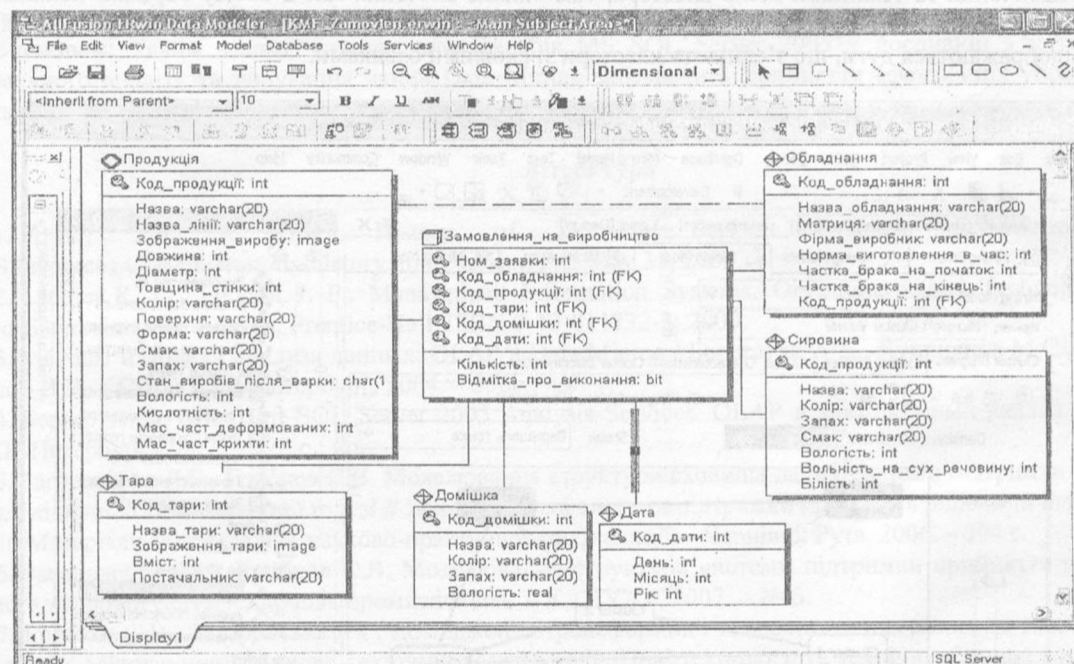 AllFusion ERwin Data Modeler - [KMF_Zamovlen.erwin : <Main Subject Area>*]
File Edit View Format Model Database Tools Services Window Help
Dimensional
<Inherit from Parent> 10 B I U
Продукція
Код_продукції: int
Назва: varchar(20)
Назва_лінії: varchar(20)
Зображення_виробу: image
Довжина: int
Діаметр: int
Товщина_стінки: int
Колір: varchar(20)
Поверхня: varchar(20)
Форма: varchar(20)
Смак: varchar(20)
Запах: varchar(20)
Стан_виробів_після_варки: char(1
Вологість: int
Кислотність: int
Мас_част_деформованих: int
Мас_част_крихти: int
Замовлення_на_виробництво
Ном_заявки: int
Код_обладнання: int (FK)
Код_продукції: int (FK)
Код_тари: int (FK)
Код_домішки: int (FK)
Код_дати: int (FK)
Кількість: int
Відмітка_про_виконання: bit
Обладнання
Код_обладнання: int
Назва_обладнання: varchar(20)
Матриця: varchar(20)
Фірма_виробник: varchar(20)
Норма_виготовлення_в_час: int
Частка_брака_на_початок: int
Частка_брака_на_кінець: int
Код_продукції: int (FK)
Сировина
Код_продукції: int
Назва: varchar(20)
Колір: varchar(20)
Запах: varchar(20)
Смак: varchar(20)
Вологість: int
Вольність_на_сух_речовину: int
Білість: int
Тара
Код_тари: int
Назва_тари: varchar(20)
Зображення_тари: image
Вміст: int
Постачальник: varchar(20)
Домішка
Код_домішки: int
Назва: varchar(20)
Колір: varchar(20)
Запах: varchar(20)
Вологість: real
Дата
Код_дати: int
День: int
Місяць: int
Рік: int
Display1
Ready
SQL Server